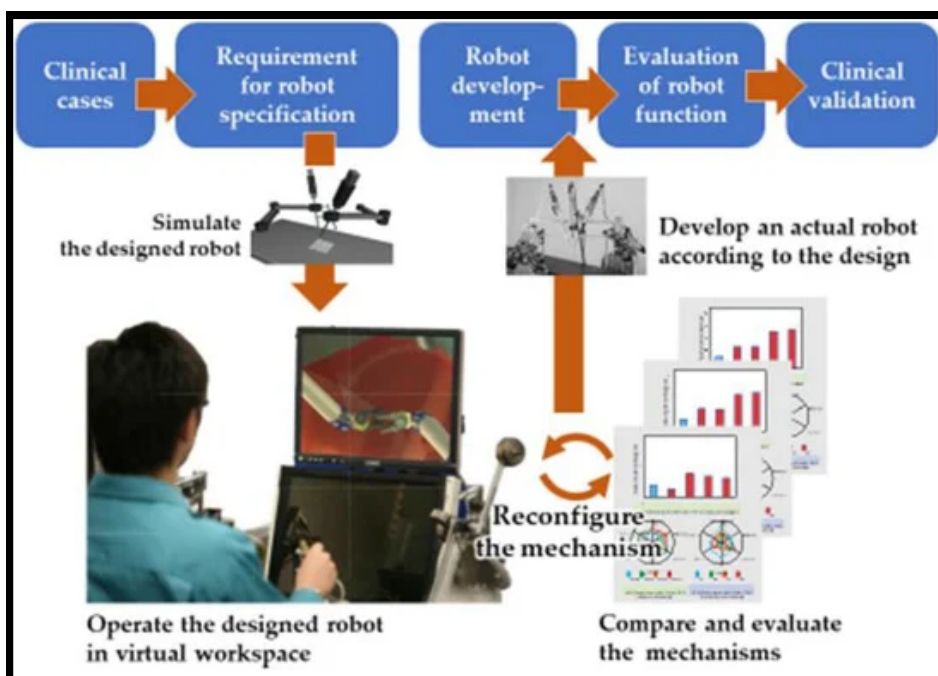 Clinical
cases
Requirement
for robot
specification
Robot
develop-
ment
Evaluation
of robot
function
Clinical
validation
Simulate
the designed robot
Develop an actual robot
according to the design
Reconfigure
the mechanism
Operate the designed robot
in virtual workspace
Compare and evaluate
the mechanisms